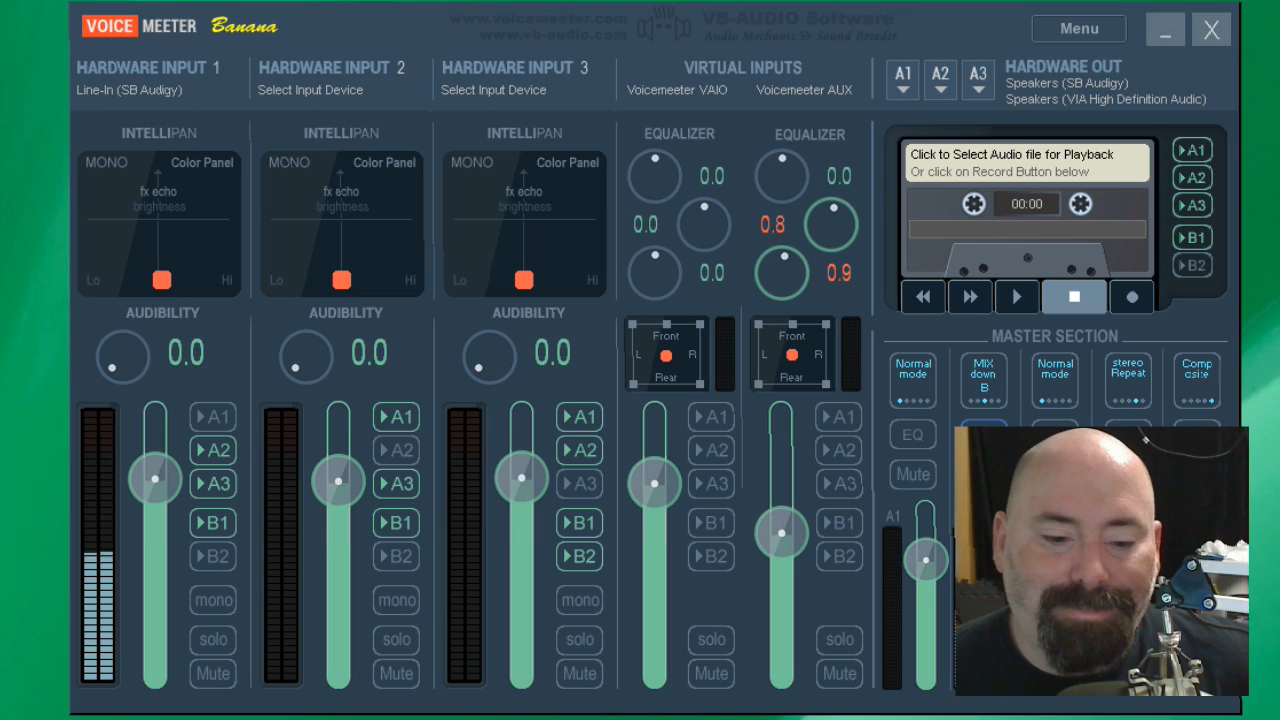 VOICE MEETER Banana
www.voicemeeter.com
www.vb-audio.com
VB-AUDIO Software
Audio Mechanic & Sound Breeder
Menu
_ X
HARDWARE INPUT 1
Line-In (SB Audigy)
HARDWARE INPUT 2
Select Input Device
HARDWARE INPUT 3
Select Input Device
VIRTUAL INPUTS
Voicemeeter VAIO Voicemeeter AUX
A1 A2 A3
HARDWARE OUT
Speakers (SB Audigy)
Speakers (VIA High Definition Audio)
INTELLIPAN
MONO Color Panel
fx echo
brightness
Lo Hi
AUDIBILITY
0.0
A1
A2
A3
B1
B2
mono
solo
Mute
INTELLIPAN
MONO Color Panel
fx echo
brightness
Lo Hi
AUDIBILITY
0.0
A1
A2
A3
B1
B2
mono
solo
Mute
INTELLIPAN
MONO Color Panel
fx echo
brightness
Lo Hi
AUDIBILITY
0.0
A1
A2
A3
B1
B2
mono
solo
Mute
EQUALIZER
0.0
0.0
0.0
Front
L R
Rear
A1
A2
A3
B1
B2
solo
Mute
EQUALIZER
0.0
0.8
0.9
Front
L R
Rear
A1
A2
A3
B1
B2
solo
Mute
Click to Select Audio file for Playback
Or click on Record Button below
00:00
A1
A2
A3
B1
B2
MASTER SECTION
Normal
mode
MIX
down
B
Normal
mode
stereo
Repeat
Comp
osite
EQ
Mute
A1